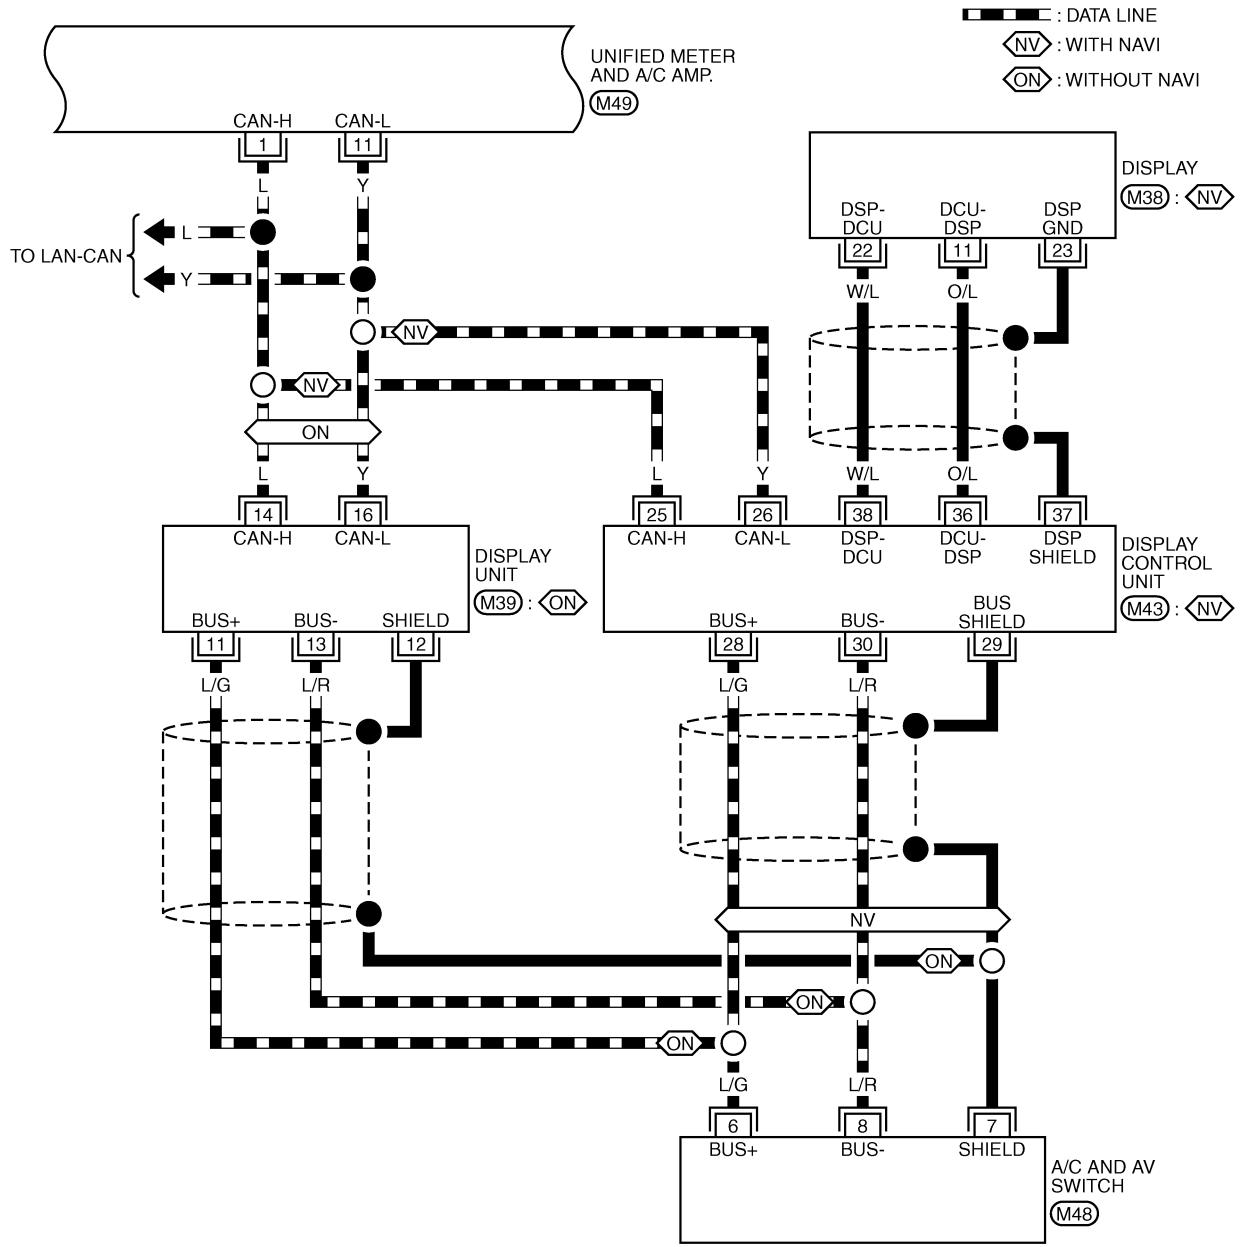 : DATA LINE
NV : WITH NAVI
ON : WITHOUT NAVI
UNIFIED METER
AND A/C AMP.
M49
CAN-H CAN-L
1 11
L Y
TO LAN-CAN
L
Y
DISPLAY
M38 : NV
DSP-
DCU
DCU-
DSP
DSP
GND
22 11 23
W/L O/L
NV
NV
ON
L Y L Y W/L O/L
14 16 25 26 38 36 37
CAN-H CAN-L
DISPLAY
UNIT
M39 : ON
BUS+ BUS- SHIELD
11 13 12
L/G L/R
CAN-H CAN-L
DSP-
DCU
DCU-
DSP
DSP
SHIELD
DISPLAY
CONTROL
UNIT
M43 : NV
BUS+ BUS-
BUS
SHIELD
28 30 29
L/G L/R
NV
ON
ON
ON
L/G L/R
6 8 7
BUS+ BUS- SHIELD
A/C AND AV
SWITCH
M48